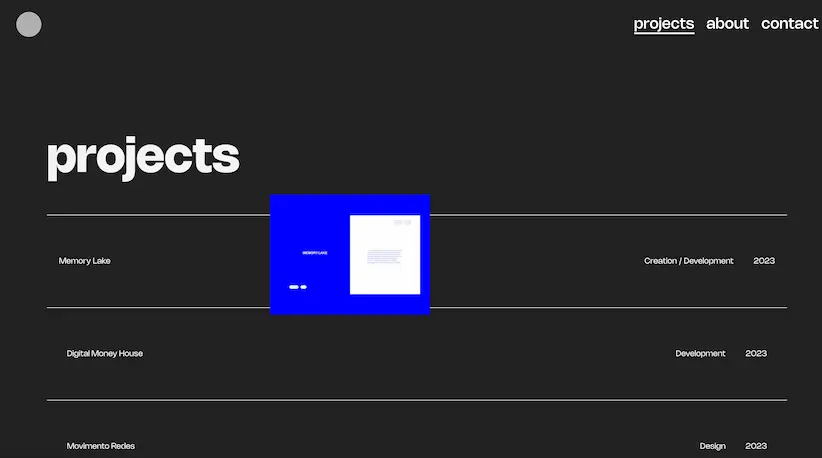 projects about contact
projects
MEMORY LAKE
Memory Lake Creation / Development 2023
Digital Money House Development 2023
Movimento Redes Design 2023